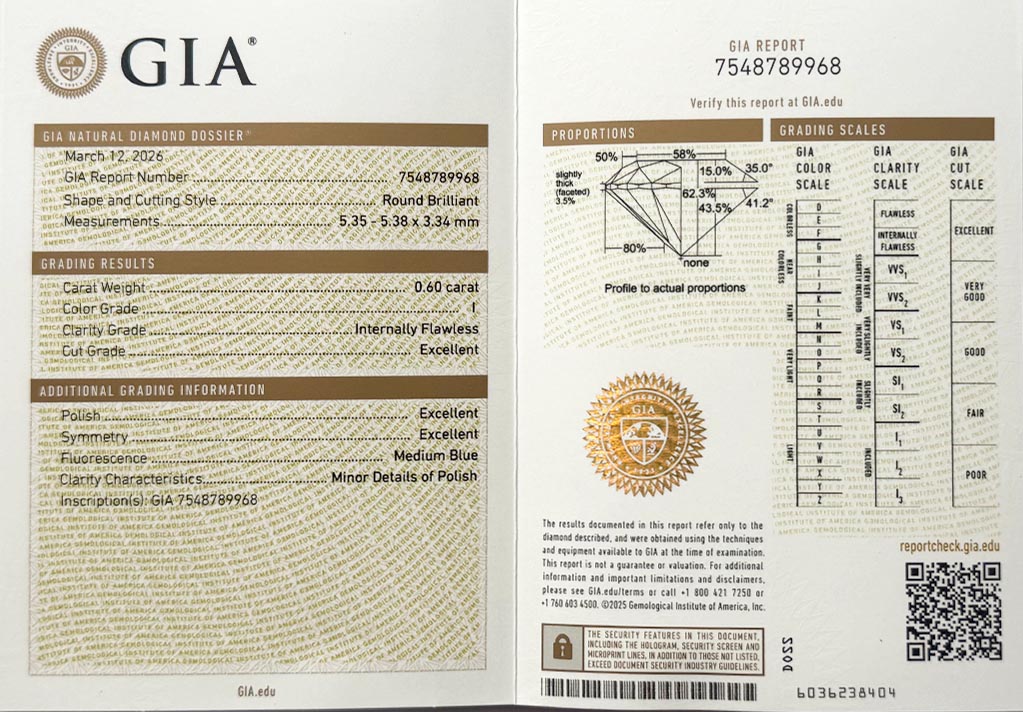 GIA®
GIA NATURAL DIAMOND DOSSIER®
March 12, 2026
GIA Report Number 7548789968
Shape and Cutting Style Round Brilliant
Measurements 5.35 - 5.38 x 3.34 mm
GRADING RESULTS
Carat Weight 0.60 carat
Color Grade I
Clarity Grade Internally Flawless
Cut Grade Excellent
ADDITIONAL GRADING INFORMATION
Polish Excellent
Symmetry Excellent
Fluorescence Medium Blue
Clarity Characteristics Minor Details of Polish
Inscription(s): GIA 7548789968
GIA.edu
GIA REPORT
7548789968
Verify this report at GIA.edu
PROPORTIONS
50%
58%
15.0%
35.0°
slightly
thick
(faceted)
3.5%
62.3%
43.5%
41.2°
80%
none
Profile to actual proportions
GIA
The results documented in this report refer only to the
diamond described, and were obtained using the techniques
and equipment available to GIA at the time of examination.
This report is not a guarantee or valuation. For additional
information and important limitations and disclaimers,
please see GIA.edu/terms or call +1 800 421 7250 or
+1 760 603 4500. ©2025 Gemological Institute of America, Inc.
THE SECURITY FEATURES IN THIS DOCUMENT,
INCLUDING THE HOLOGRAM, SECURITY SCREEN AND
MICROPRINT LINES, IN ADDITION TO THOSE NOT LISTED,
EXCEED DOCUMENT SECURITY INDUSTRY GUIDELINES.
GRADING SCALES
GIA
COLOR
SCALE
COLORLESS
D
E
F
NEAR COLORLESS
G
H
I
J
FAINT
K
L
M
VERY LIGHT
N
O
P
Q
R
LIGHT
S
T
U
V
W
X
Y
Z
GIA
CLARITY
SCALE
FLAWLESS
INTERNALLY
FLAWLESS
VERY VERY
SLIGHTLY INCLUDED
VVS1
VVS2
VERY SLIGHTLY
INCLUDED
VS1
VS2
SLIGHTLY
INCLUDED
SI1
SI2
INCLUDED
I1
I2
I3
GIA
CUT
SCALE
EXCELLENT
VERY
GOOD
GOOD
FAIR
POOR
reportcheck.gia.edu
6036238404